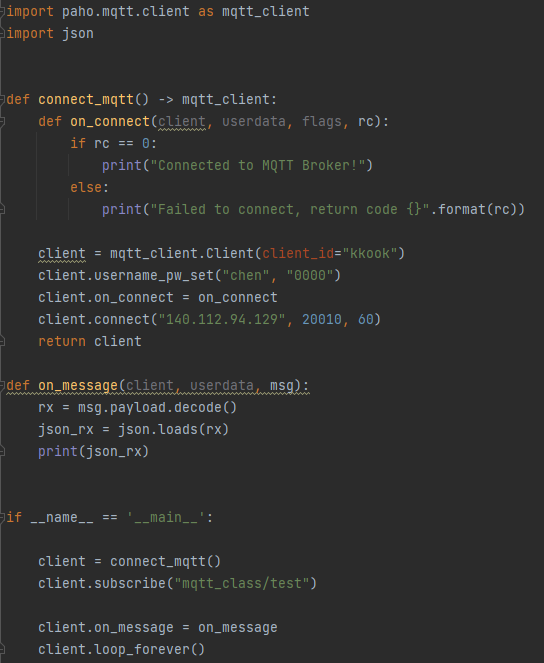 import paho.mqtt.client as mqtt_client
import json
def connect_mqtt() -> mqtt_client:
    def on_connect(client, userdata, flags, rc):
        if rc == 0:
            print("Connected to MQTT Broker!")
        else:
            print("Failed to connect, return code {}".format(rc))
    client = mqtt_client.Client(client_id="kkook")
    client.username_pw_set("chen", "0000")
    client.on_connect = on_connect
    client.connect("140.112.94.129", 20010, 60)
    return client
def on_message(client, userdata, msg):
    rx = msg.payload.decode()
    json_rx = json.loads(rx)
    print(json_rx)
if __name__ == '__main__':
    client = connect_mqtt()
    client.subscribe("mqtt_class/test")
    client.on_message = on_message
    client.loop_forever()